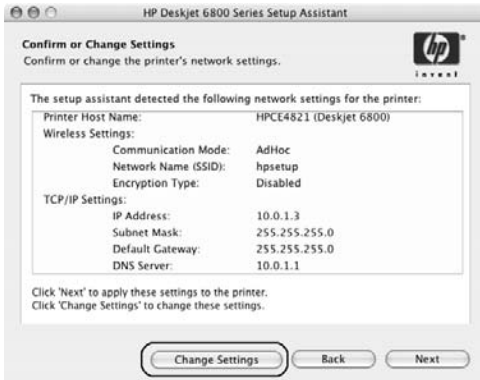 HP Deskjet 6800 Series Setup Assistant
Confirm or Change Settings
Confirm or change the printer's network settings.
hp
invent
The setup assistant detected the following network settings for the printer:
Printer Host Name: HPCE4821 (Deskjet 6800)
Wireless Settings:
Communication Mode: AdHoc
Network Name (SSID): hpsetup
Encryption Type: Disabled
TCP/IP Settings:
IP Address: 10.0.1.3
Subnet Mask: 255.255.255.0
Default Gateway: 255.255.255.0
DNS Server: 10.0.1.1
Click 'Next' to apply these settings to the printer.
Click 'Change Settings' to change these settings.
Change Settings Back Next